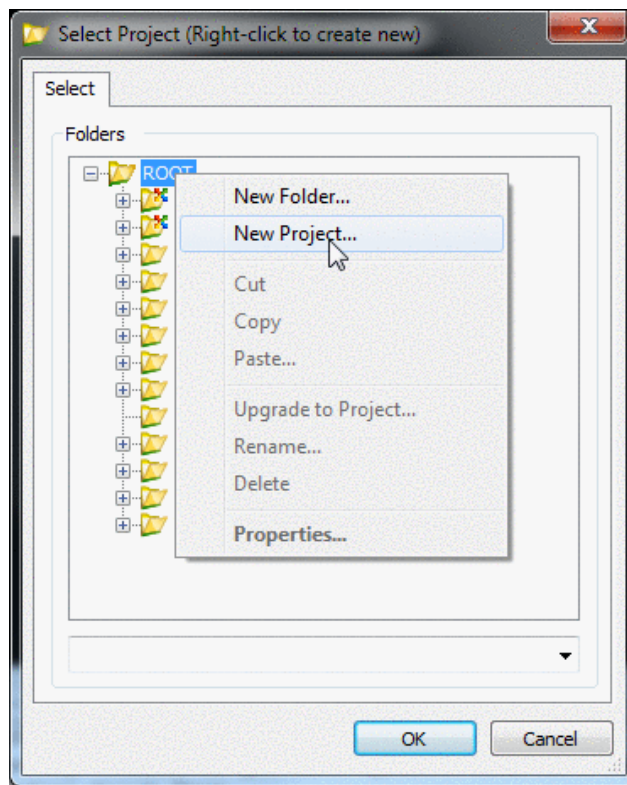 Select Project (Right-click to create new)
Select
Folders
ROOT
New Folder...
New Project...
Cut
Copy
Paste...
Upgrade to Project...
Rename...
Delete
Properties...
OK
Cancel